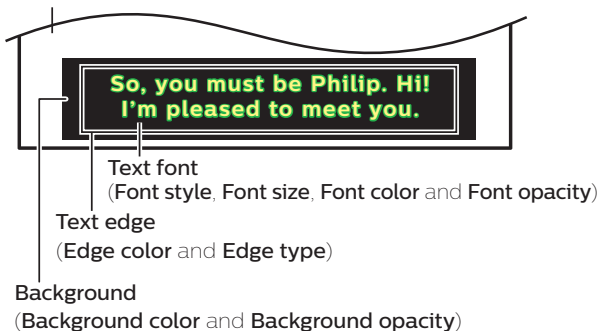 So, you must be Philip. Hi!
I'm pleased to meet you.
Text font
(Font style, Font size, Font color and Font opacity)
Text edge
(Edge color and Edge type)
Background
(Background color and Background opacity)